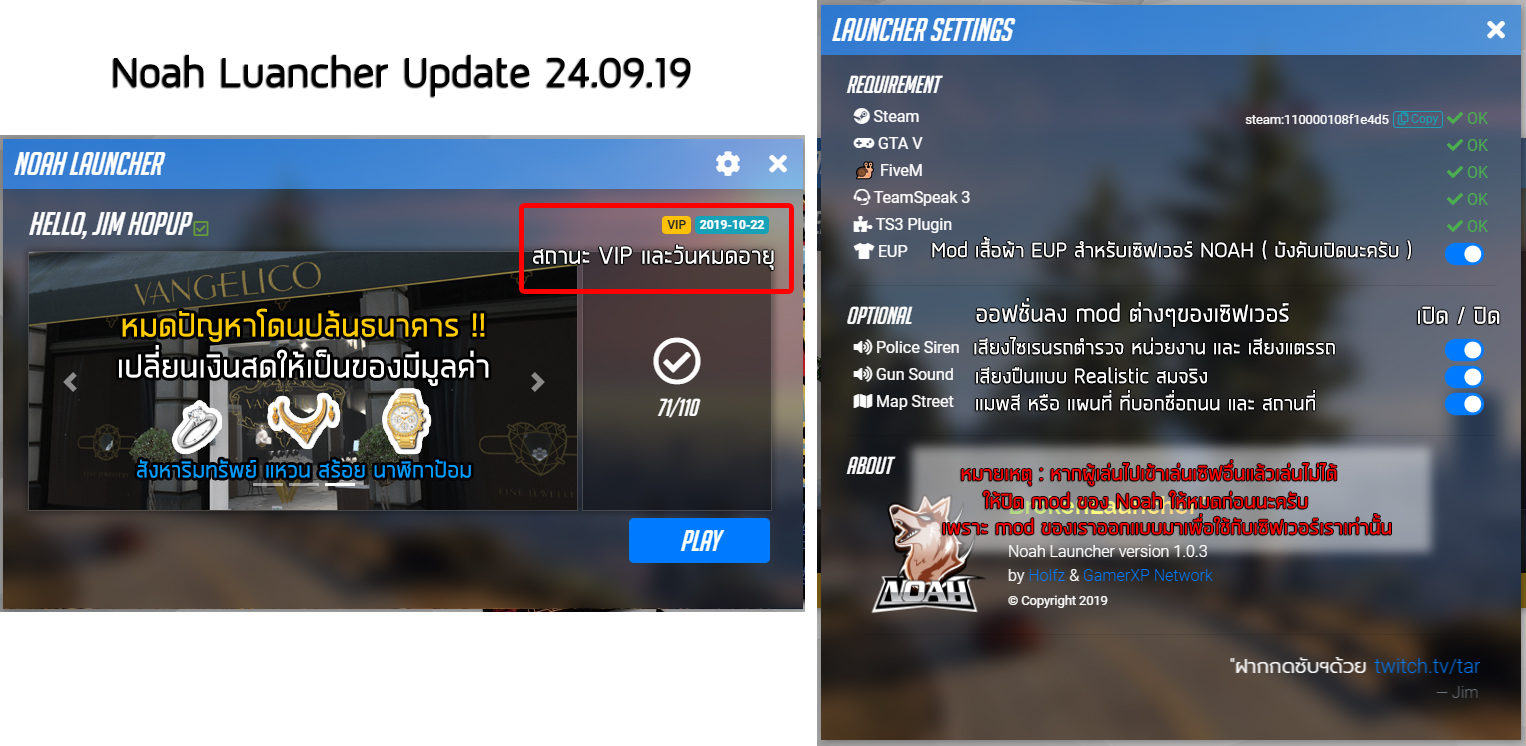 Noah Luancher Update 24.09.19
NOAH LAUNCHER
HELLO, JIM HOPUP
VIP 2019-10-22
สถานะ VIP และวันหมดอายุ
VANGELICO
หมดปัญหาโดนปล้นธนาคาร !!
เปลี่ยนเงินสดให้เป็นของมีมูลค่า
สังหาริมทรัพย์ แหวน สร้อย นาฬิกาป้อม
71/110
PLAY
LAUNCHER SETTINGS
REQUIREMENT
Steam steam:110000108f1e4d5 Copy OK
GTA V OK
FiveM OK
TeamSpeak 3 OK
TS3 Plugin OK
EUP Mod เสื้อผ้า EUP สำหรับเซิฟเวอร์ NOAH ( บังคับเปิดนะครับ )
OPTIONAL ออฟชั่นลง mod ต่างๆของเซิฟเวอร์ เปิด / ปิด
Police Siren เสียงไซเรนรถตำรวจ หน่วยงาน และ เสียงแตรรถ
Gun Sound เสียงปืนแบบ Realistic สมจริง
Map Street แมพสี หรือ แผนที่ ที่บอกชื่อถนน และ สถานที่
ABOUT
หมายเหตุ : หากผู้เล่นไปเข้าเล่นเซิฟอื่นแล้วเล่นไม่ได้
ให้ปิด mod ของ Noah ให้หมดก่อนนะครับ
BrokenLauncher
เพราะ mod ของเราออกแบบมาเพื่อใช้กับเซิฟเวอร์เราเท่านั้น
NOAH
Noah Launcher version 1.0.3
by Holfz & GamerXP Network
© Copyright 2019
"ฝากกดซับฯด้วย twitch.tv/tar
— Jim